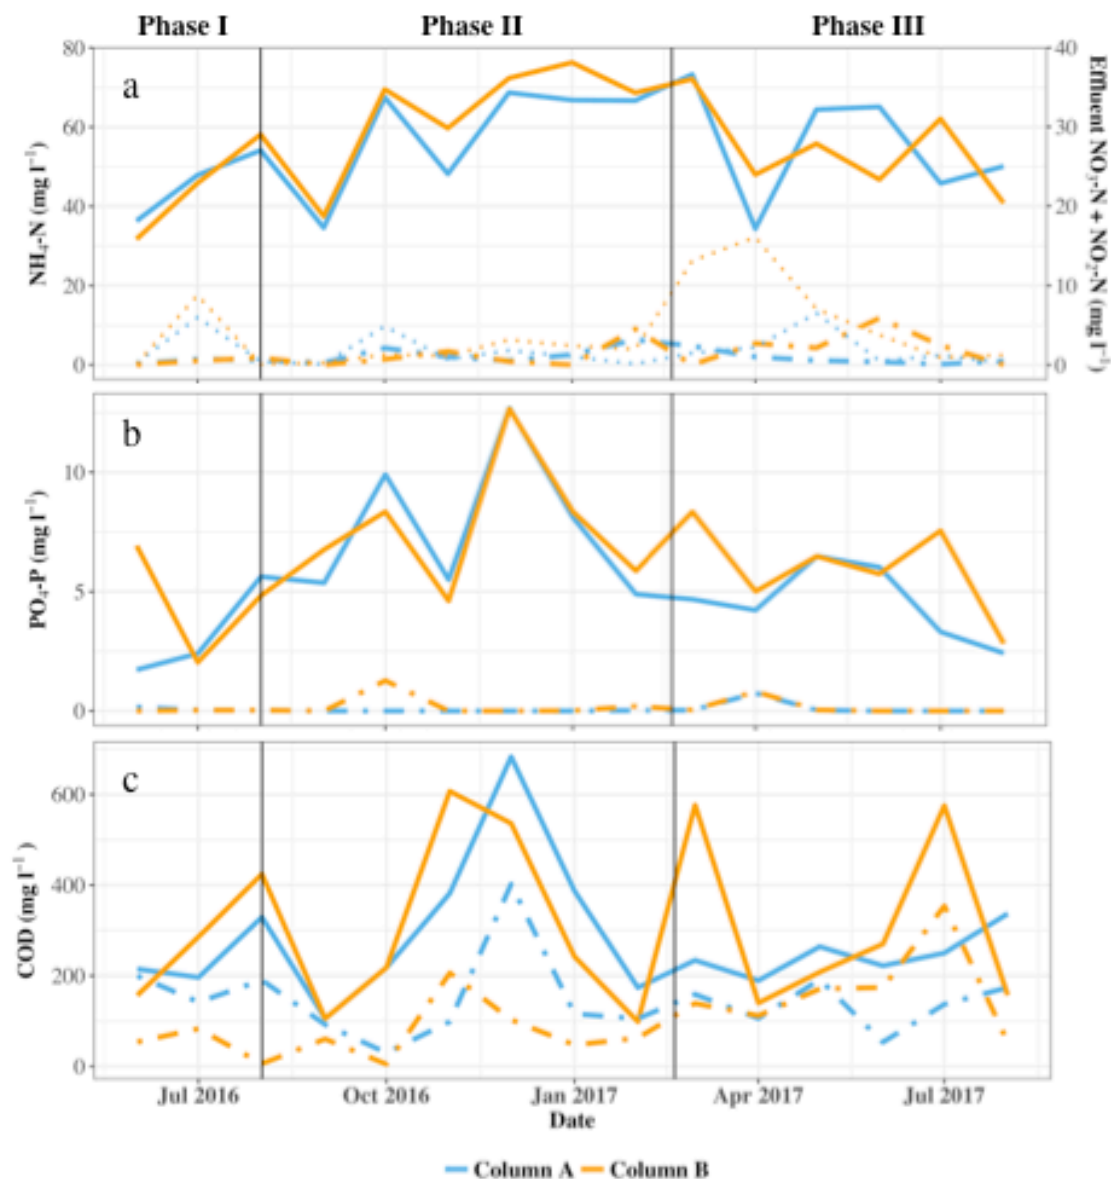 Phase I Phase II Phase III
a
80
60
40
20
0
NH₄-N (mg l⁻¹)
40
30
20
10
0
Effluent NO₃-N + NO₂-N (mg l⁻¹)
b
10
5
0
PO₄-P (mg l⁻¹)
c
600
400
200
0
COD (mg l⁻¹)
Jul 2016 Oct 2016 Jan 2017 Apr 2017 Jul 2017
Date
Column A Column B